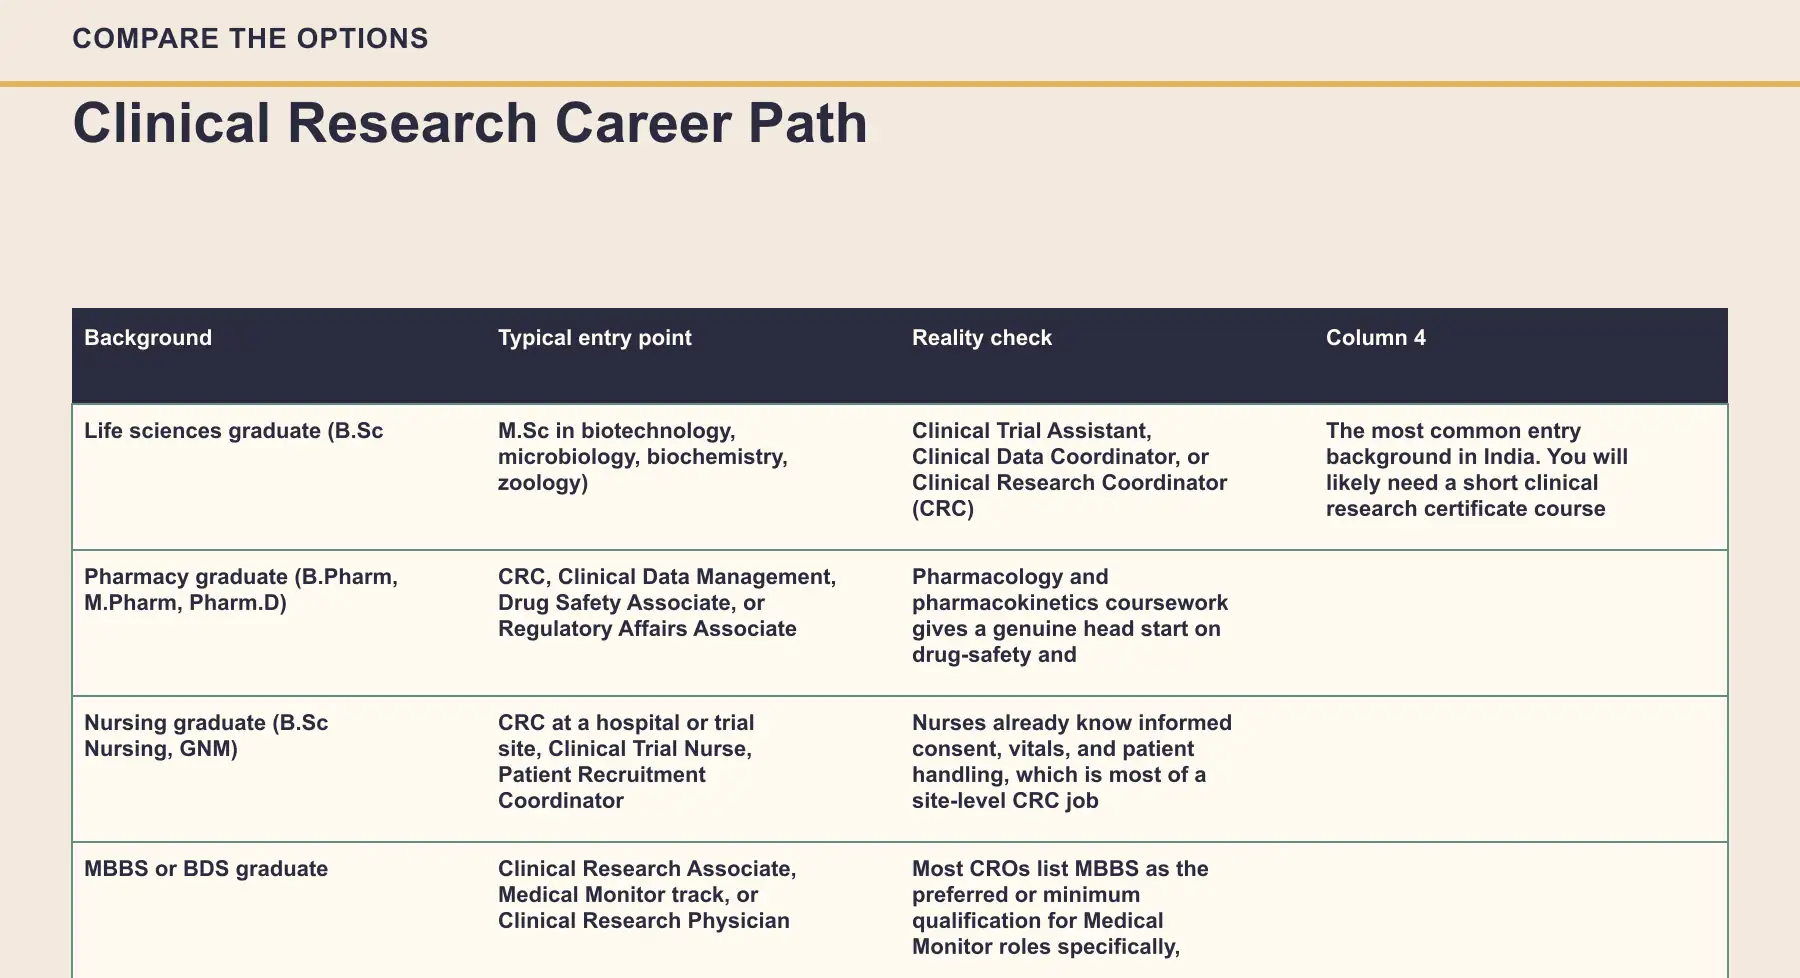 COMPARE THE OPTIONS
Clinical Research Career Path
Background
Typical entry point
Reality check
Column 4
Life sciences graduate (B.Sc
M.Sc in biotechnology,
microbiology, biochemistry,
zoology)
Clinical Trial Assistant,
Clinical Data Coordinator, or
Clinical Research Coordinator
(CRC)
The most common entry
background in India. You will
likely need a short clinical
research certificate course
Pharmacy graduate (B.Pharm,
M.Pharm, Pharm.D)
CRC, Clinical Data Management,
Drug Safety Associate, or
Regulatory Affairs Associate
Pharmacology and
pharmacokinetics coursework
gives a genuine head start on
drug-safety and
Nursing graduate (B.Sc
Nursing, GNM)
CRC at a hospital or trial
site, Clinical Trial Nurse,
Patient Recruitment
Coordinator
Nurses already know informed
consent, vitals, and patient
handling, which is most of a
site-level CRC job
MBBS or BDS graduate
Clinical Research Associate,
Medical Monitor track, or
Clinical Research Physician
Most CROs list MBBS as the
preferred or minimum
qualification for Medical
Monitor roles specifically,